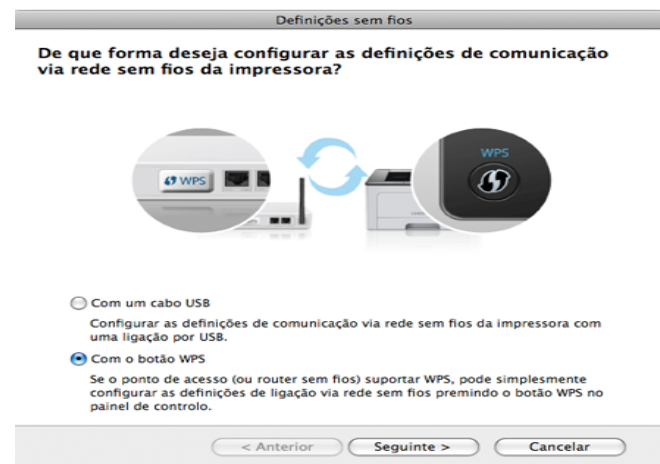 Definições sem fios
De que forma deseja configurar as definições de comunicação
via rede sem fios da impressora?
WPS
WPS
Com um cabo USB
Configurar as definições de comunicação via rede sem fios da impressora com
uma ligação por USB.
Com o botão WPS
Se o ponto de acesso (ou router sem fios) suportar WPS, pode simplesmente
configurar as definições de ligação via rede sem fios premindo o botão WPS no
painel de controlo.
< Anterior
Seguinte >
Cancelar